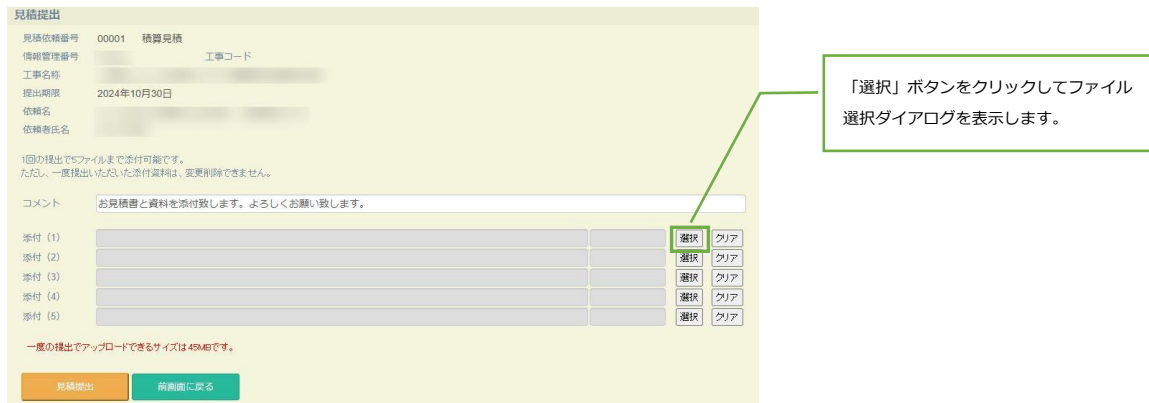 見積提出
見積依頼番号 00001 積算見積
情報管理番号 工事コード
工事名称
提出期限 2024年10月30日
依頼名
依頼者氏名
「選択」ボタンをクリックしてファイル
選択ダイアログを表示します。
1回の提出で5ファイルまで添付可能です。
ただし、一度提出いただいた添付資料は、変更削除できません。
コメント お見積書と資料を添付致します。よろしくお願い致します。
添付（1） 選択 クリア
添付（2） 選択 クリア
添付（3） 選択 クリア
添付（4） 選択 クリア
添付（5） 選択 クリア
一度の提出でアップロードできるサイズは45MBです。
見積提出 前画面に戻る